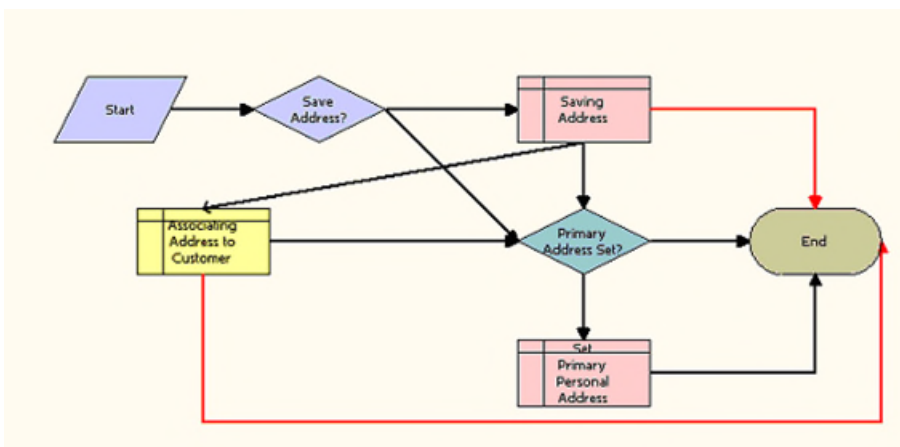 Start
Save
Address?
Saving
Address
Associating
Address to
Customer
Primary
Address Set?
End
Set
Primary
Personal
Address